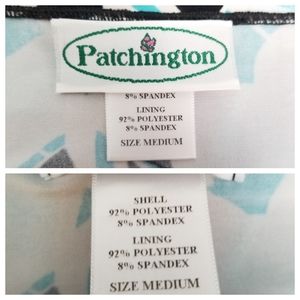 Patchington
8% SPANDEX
LINING
92% POLYESTER
8% SPANDEX
SIZE MEDIUM
SHELL
92% POLYESTER
8% SPANDEX
LINING
92% POLYESTER
8% SPANDEX
SIZE MEDIUM